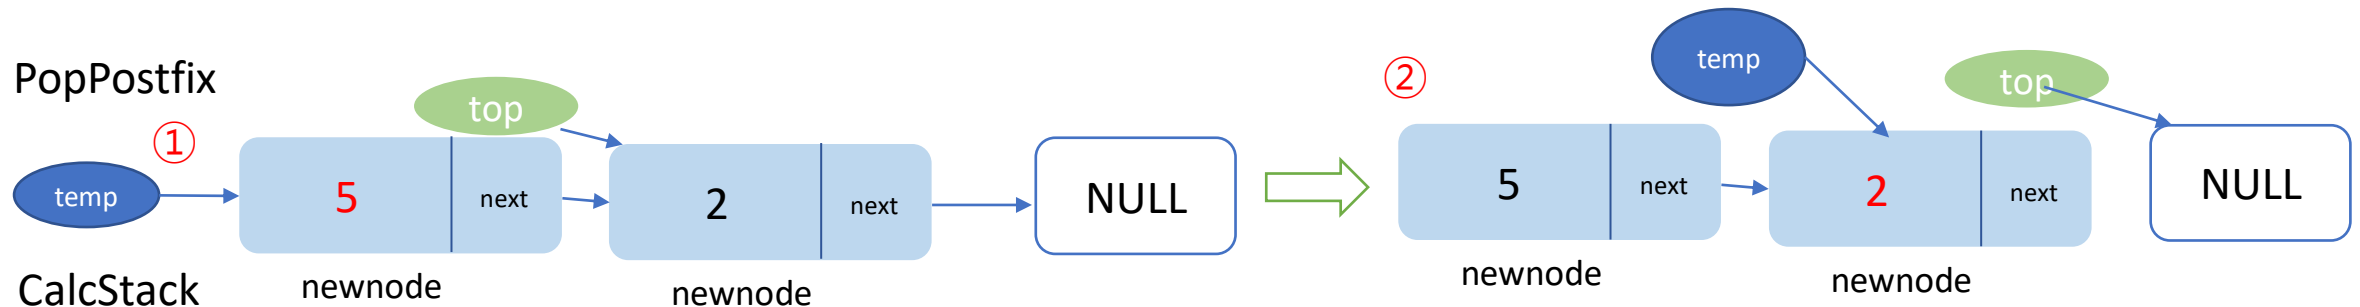 PopPostfix
①
temp
top
5
next
2
next
NULL
newnode
newnode
CalcStack
②
temp
top
5
next
2
next
NULL
newnode
newnode